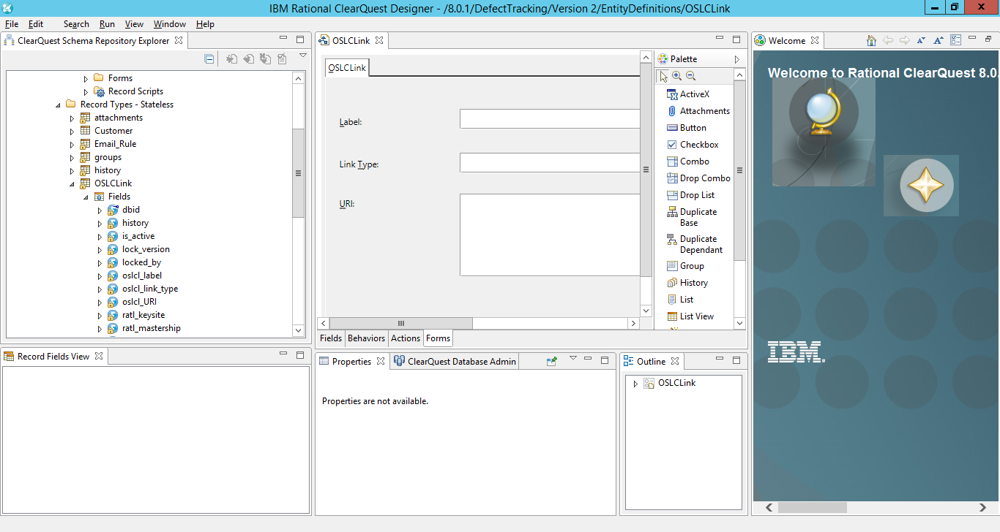 IBM Rational ClearQuest Designer - /8.0.1/DefectTracking/Version 2/EntityDefinitions/OSLCLink
File Edit Search Run View Window Help
ClearQuest Schema Repository Explorer
Forms
Record Scripts
Record Types - Stateless
attachments
Customer
Email_Rule
groups
history
OSLCLink
Fields
dbid
history
is_active
lock_version
locked_by
oslcl_label
oslcl_link_type
oslcl_URI
ratl_keysite
ratl_mastership
OSLCLink
OSLCLink
Label:
Link Type:
URI:
Palette
ActiveX
Attachments
Button
Checkbox
Combo
Drop Combo
Drop List
Duplicate
Base
Duplicate
Dependant
Group
History
List
List View
Fields Behaviors Actions Forms
Welcome
Welcome to Rational ClearQuest 8.0.
IBM.
Record Fields View
Properties ClearQuest Database Admin
Properties are not available.
Outline
OSLCLink